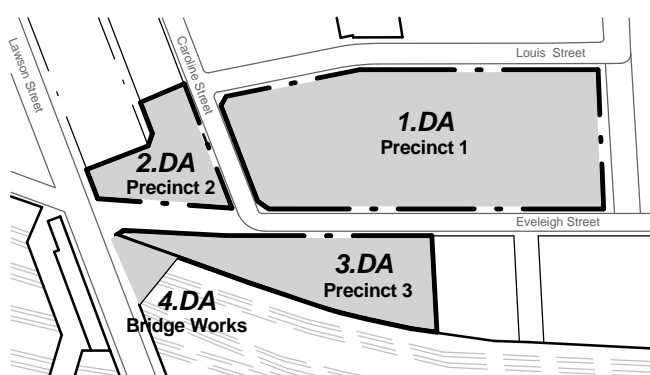 Lawson Street
Caroline Street
Louis Street
1.DA
Precinct 1
2.DA
Precinct 2
Eveleigh Street
3.DA
Precinct 3
4.DA
Bridge Works